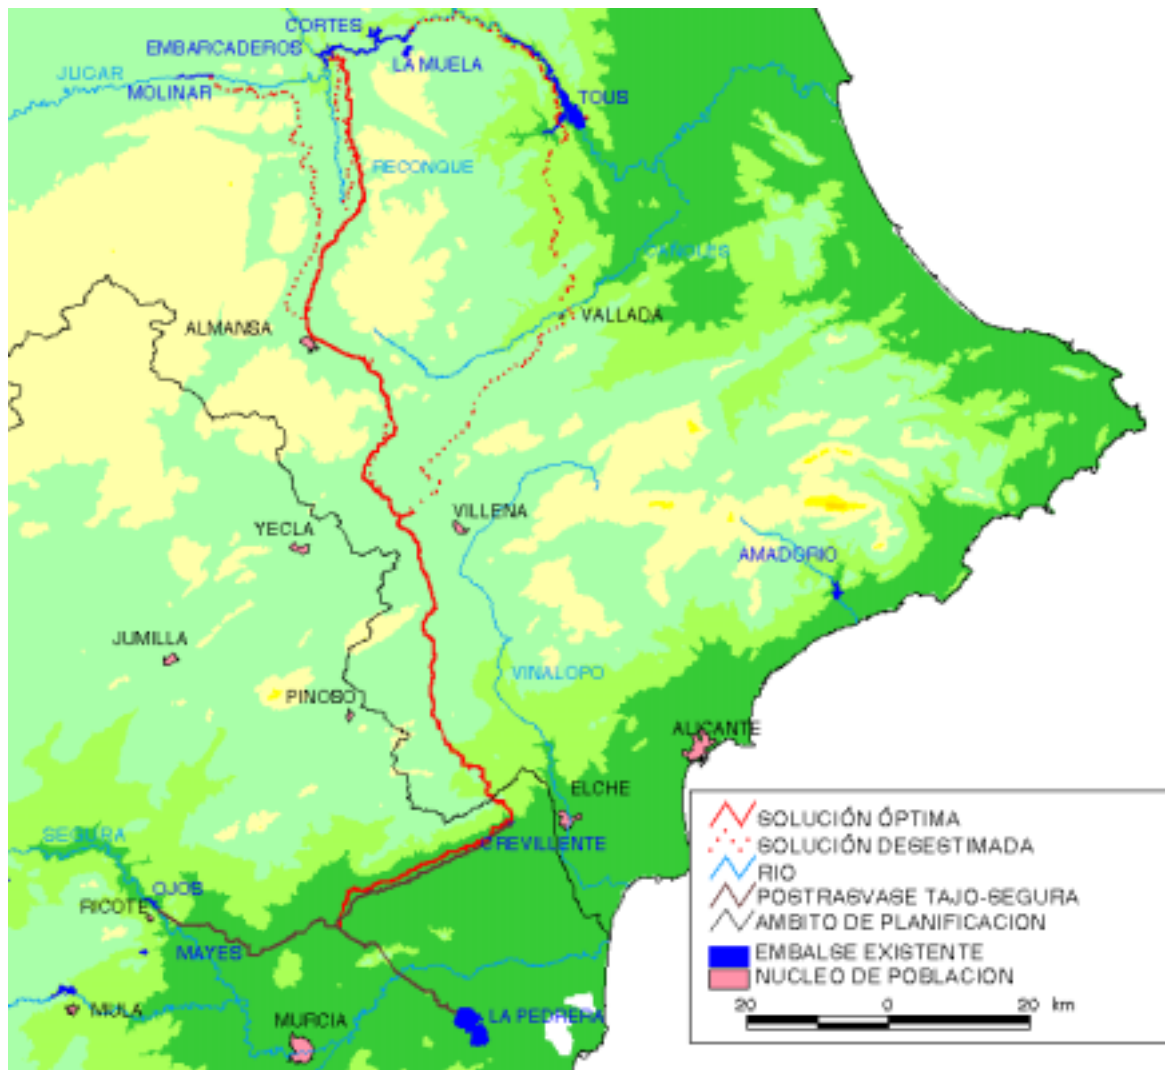 CORTES
EMBARCADEROS
LA MUELA
JUCAR
MOLINAR
TOUS
RECONQUE
CAÑOLES
VALLADA
ALMANSA
VILLENA
YECLA
AMADORIO
JUMILLA
VINALOPO
PINOSO
ALICANTE
ELCHE
SEGURA
CREVILLENTE
OJOS
RICOTE
MAYES
MULA
MURCIA
LA PEDRERA
SOLUCIÓN ÓPTIMA
SOLUCIÓN DESESTIMADA
RIO
POSTRASVASE TAJO-SEGURA
AMBITO DE PLANIFICACION
EMBALSE EXISTENTE
NUCLEO DE POBLACION
20 0 20 km